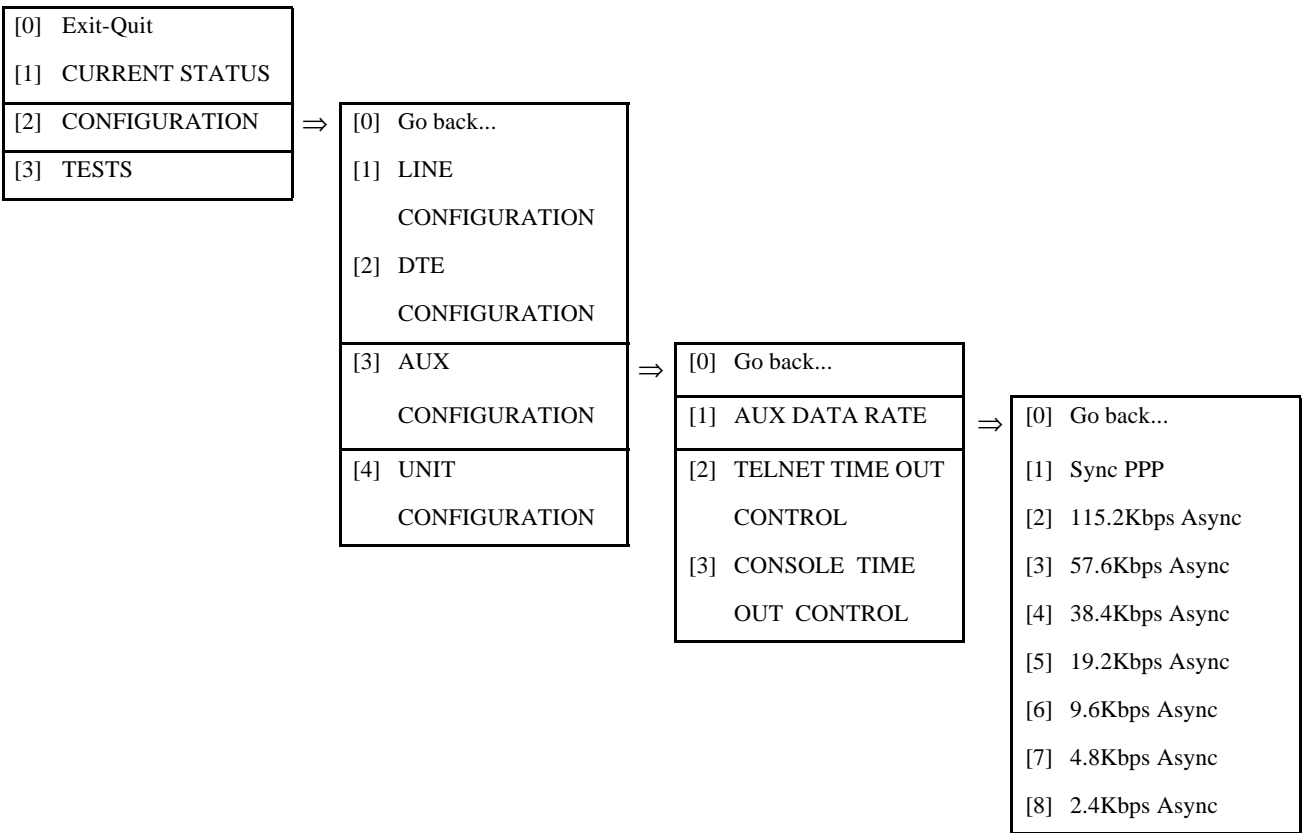 [0] Exit-Quit
[1] CURRENT STATUS
[2] CONFIGURATION ⇒
[3] TESTS
[0] Go back...
[1] LINE
CONFIGURATION
[2] DTE
CONFIGURATION
[3] AUX
CONFIGURATION ⇒
[4] UNIT
CONFIGURATION
[0] Go back...
[1] AUX DATA RATE ⇒
[2] TELNET TIME OUT
CONTROL
[3] CONSOLE TIME
OUT CONTROL
[0] Go back...
[1] Sync PPP
[2] 115.2Kbps Async
[3] 57.6Kbps Async
[4] 38.4Kbps Async
[5] 19.2Kbps Async
[6] 9.6Kbps Async
[7] 4.8Kbps Async
[8] 2.4Kbps Async